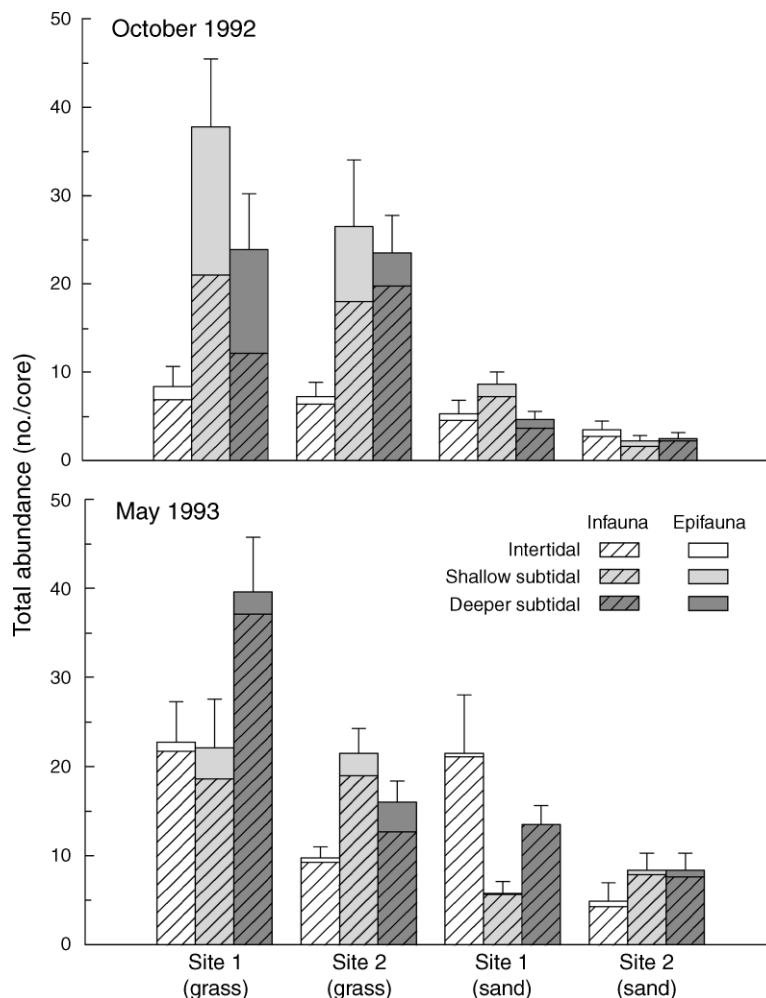 50
October 1992
40
30
20
10
0
Total abundance (no./core)
50
May 1993
40
30
20
10
0
Infauna Epifauna
Intertidal
Shallow subtidal
Deeper subtidal
Site 1 Site 2 Site 1 Site 2
(grass) (grass) (sand) (sand)